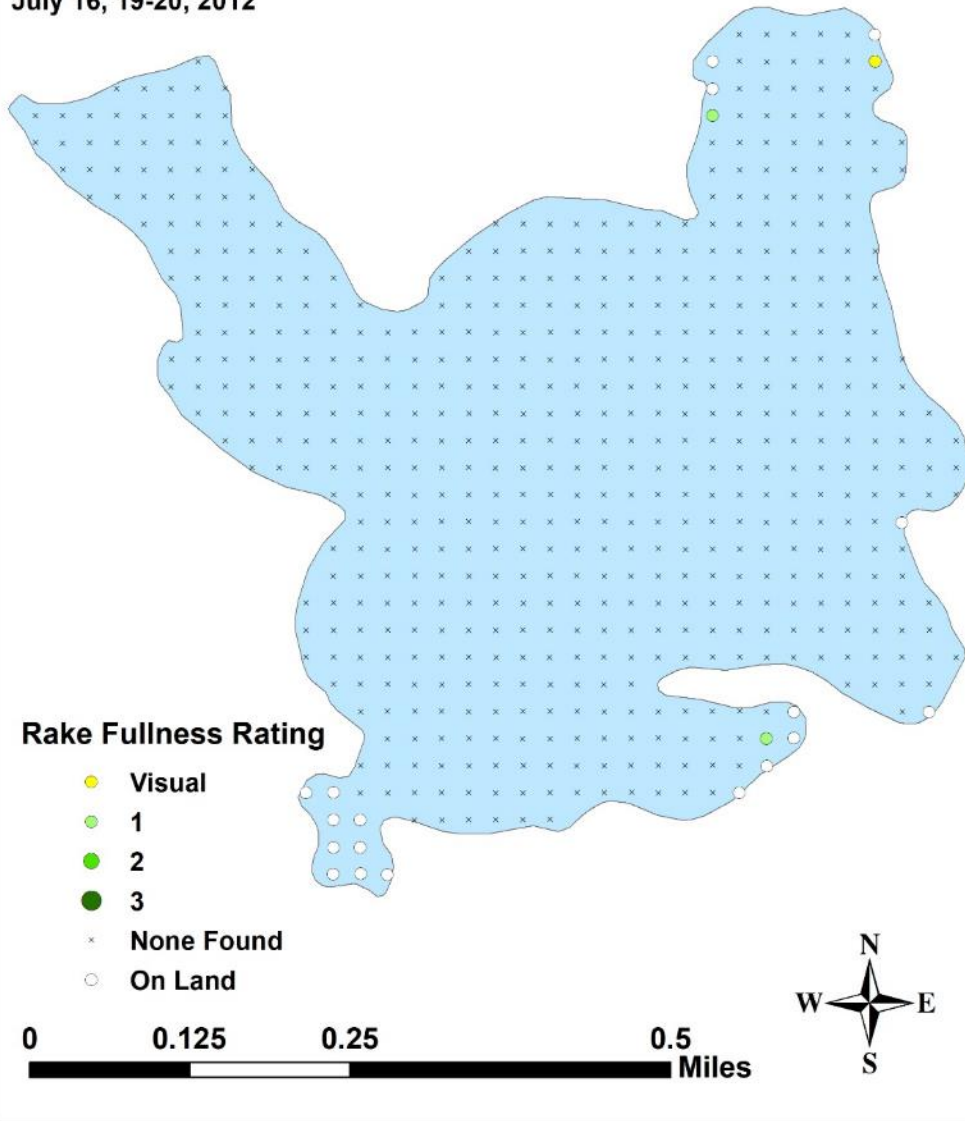 July 16, 19-20, 2012
Rake Fullness Rating
Visual
1
2
3
None Found
On Land
N
W E
S
0 0.125 0.25 0.5
Miles